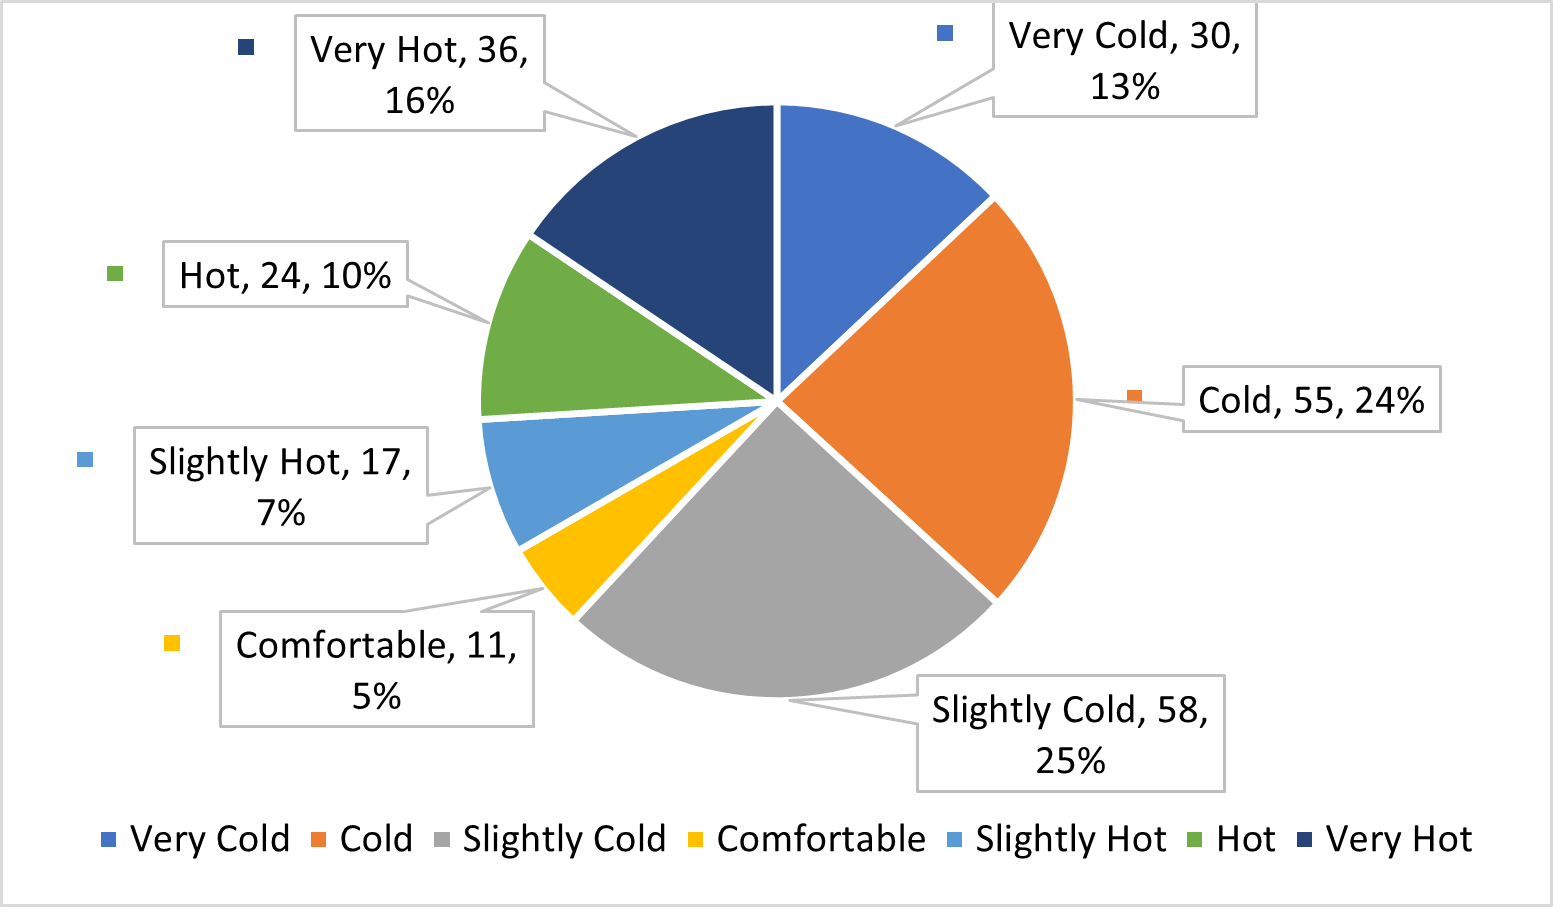 Very Hot, 36,
16%
Very Cold, 30,
13%
Hot, 24, 10%
Cold, 55, 24%
Slightly Hot, 17,
7%
Comfortable, 11,
5%
Slightly Cold, 58,
25%
Very Cold Cold Slightly Cold Comfortable Slightly Hot Hot Very Hot